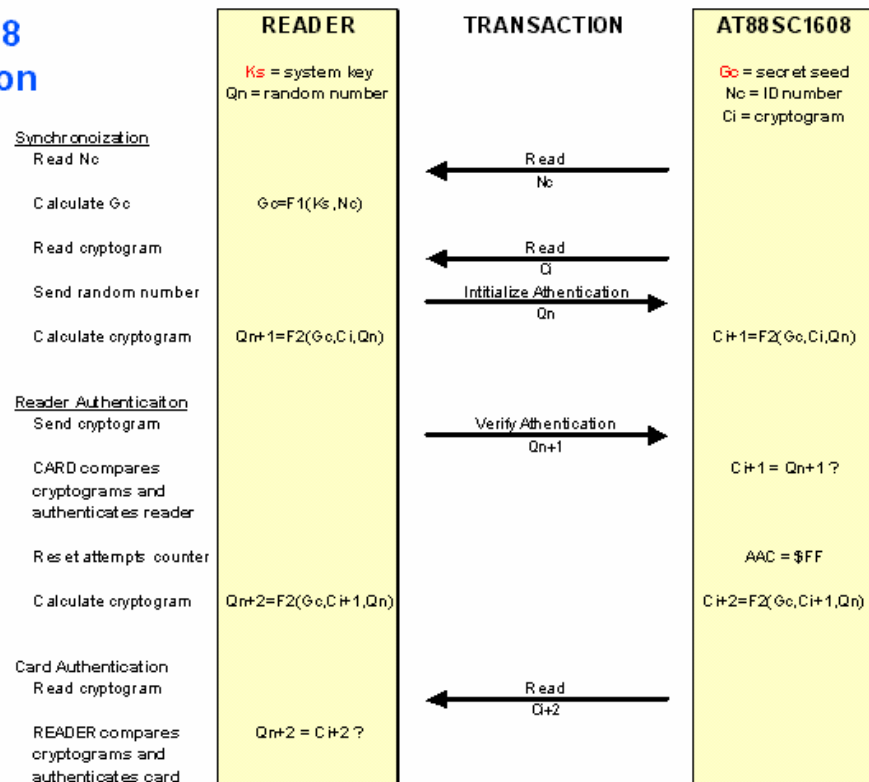 8
on
READER
TRANSACTION
AT88SC1608
Ks = system key
Qn = random number
Gc = secret seed
Nc = ID number
Ci = cryptogram
Synchronoization
Read Nc
Read
Nc
Calculate Gc
Gc=F1(Ks,Nc)
Read cryptogram
Read
Ci
Send random number
Intitialize Athentication
Qn
Calculate cryptogram
Qn+1=F2(Gc,Ci,Qn)
Ci+1=F2(Gc,Ci,Qn)
Reader Authenticaiton
Send cryptogram
Verify Athentication
Qn+1
CARD compares
cryptograms and
authenticates reader
Ci+1 = Qn+1 ?
Reset attempts counter
AAC = $FF
Calculate cryptogram
Qn+2=F2(Gc,Ci+1,Qn)
Ci+2=F2(Gc,Ci+1,Qn)
Card Authentication
Read cryptogram
Read
Ci+2
READER compares
cryptograms and
authenticates card
Qn+2 = Ci+2 ?